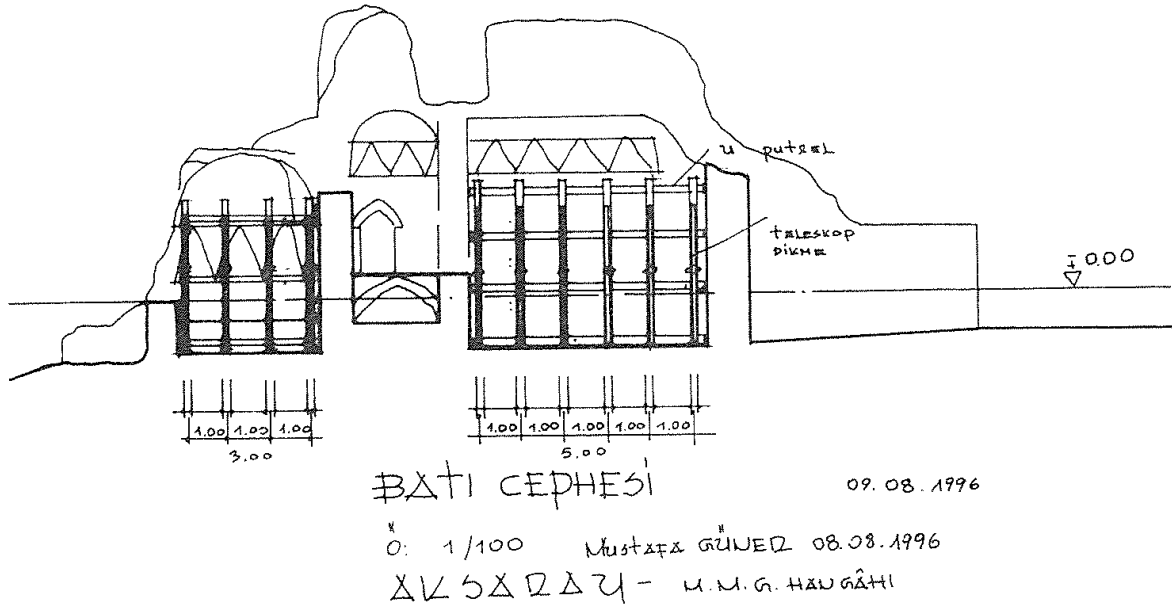 U putrel
teleskop
dikme
± 0.00
1.00 1.00 1.00
3.00
1.00 1.00 1.00 1.00 1.00
5.00
BATI CEPHESİ 09.08.1996
Ö: 1/100 Mustafa GÜNER 08.08.1996
AKSARAY - M.M.G. HANGÂHI